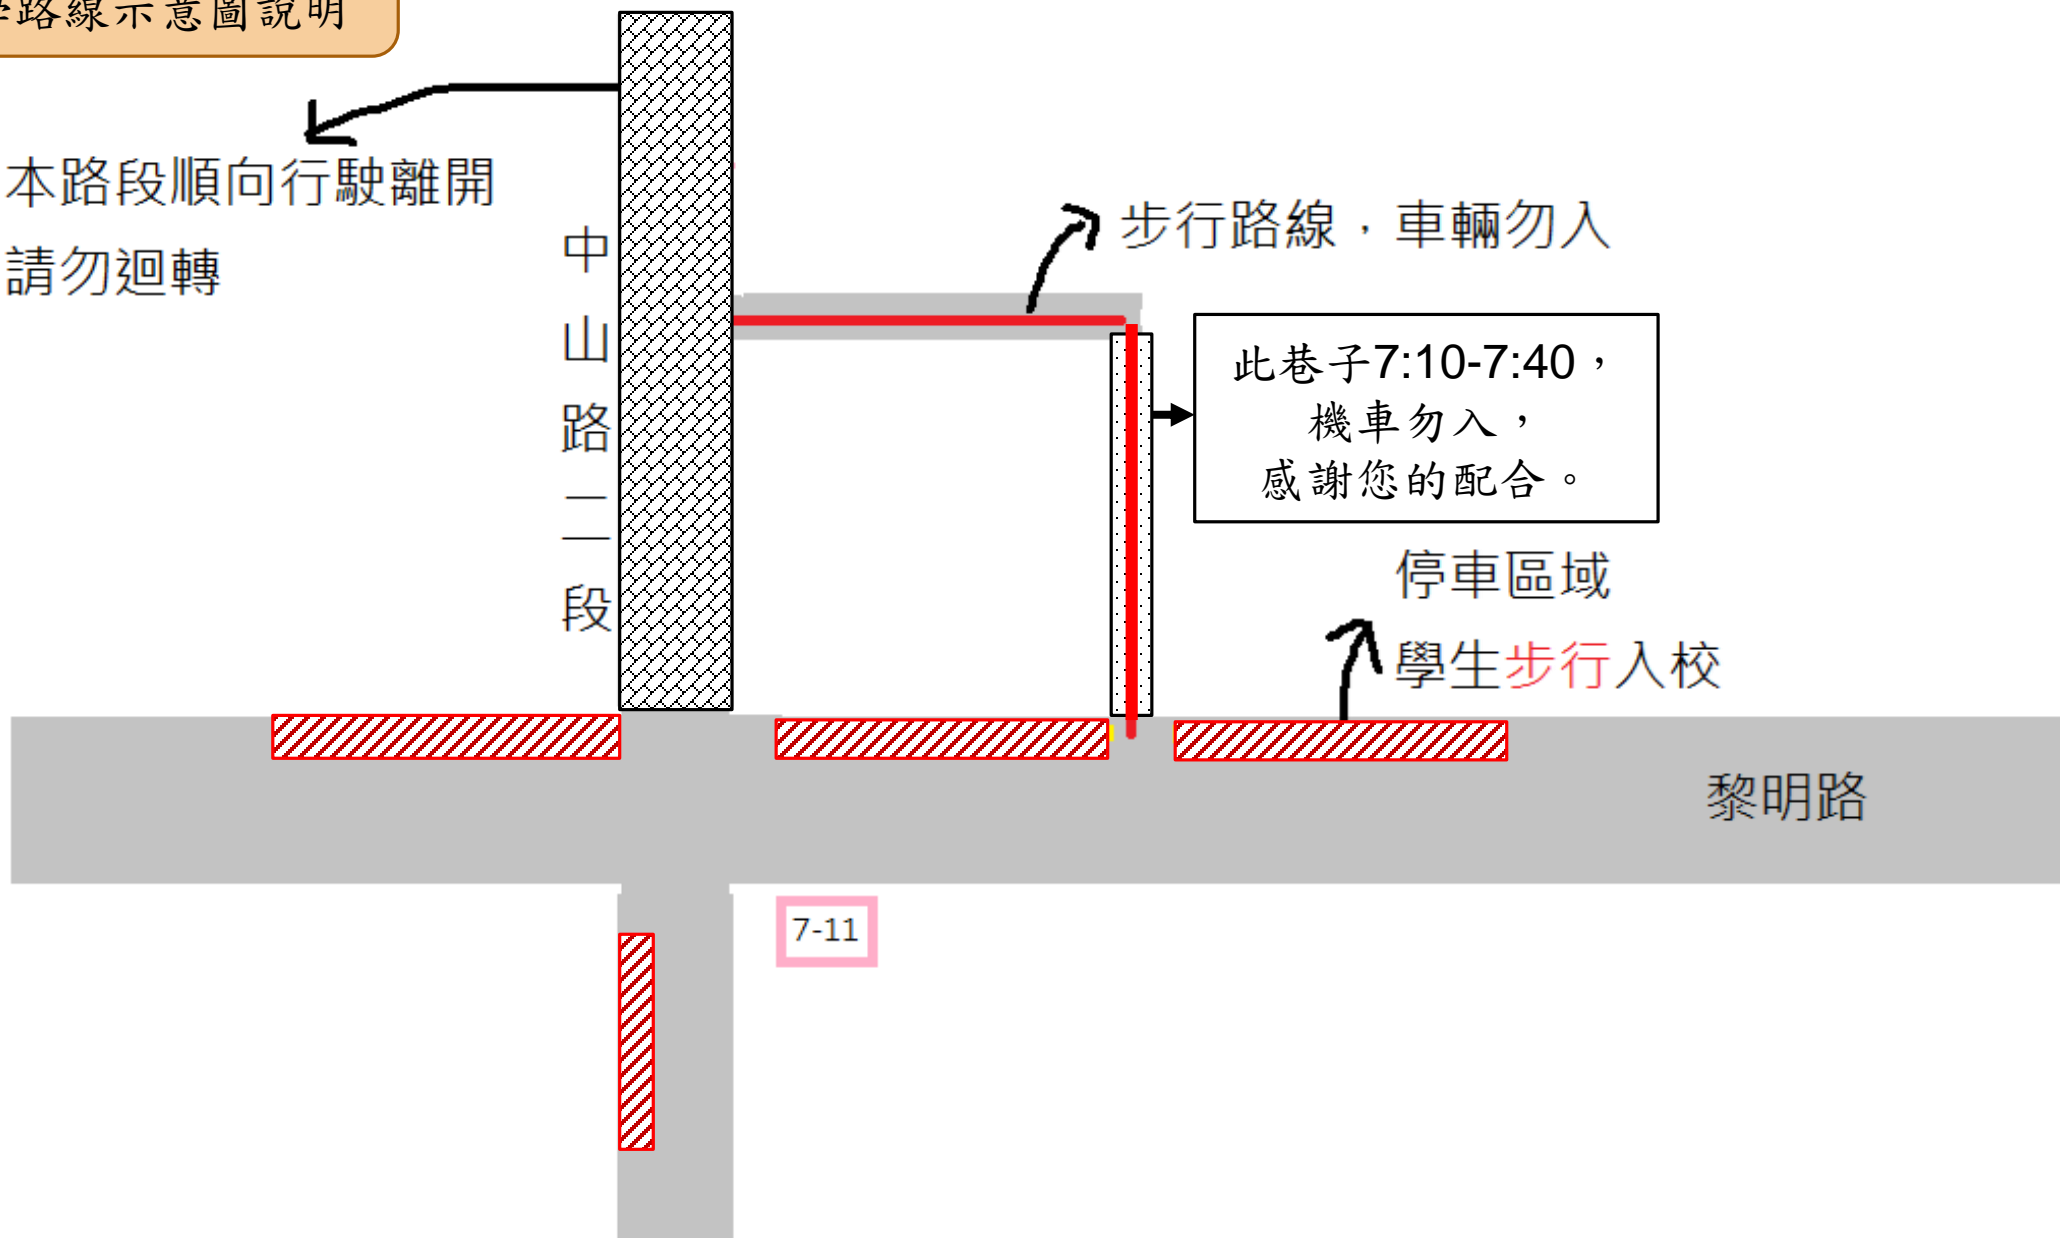 路線示意圖說明
本路段順向行駛離開
請勿迴轉
中山路二段
步行路線，車輛勿入
此巷子7:10-7:40，
機車勿入，
感謝您的配合。
停車區域
學生步行入校
黎明路
7-11